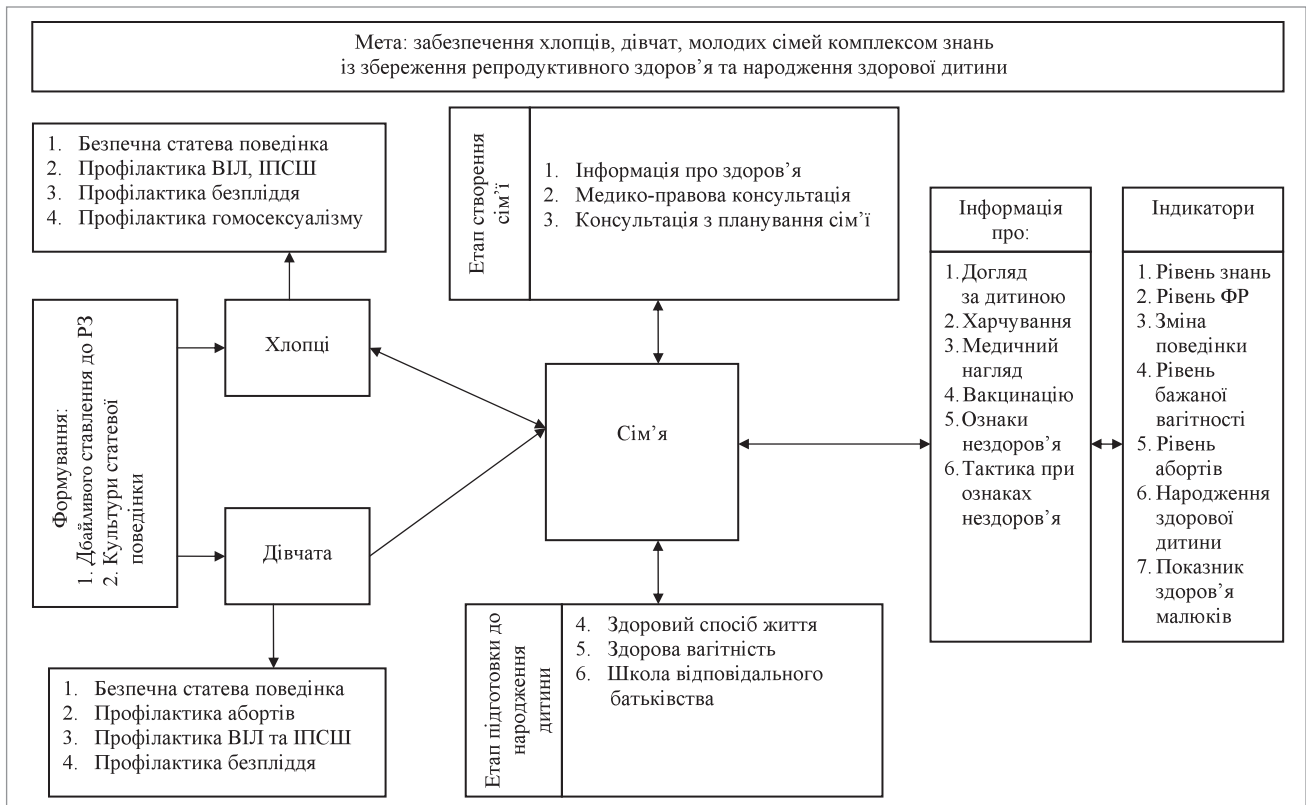 Мета: забезпечення хлопців, дівчат, молодих сімей комплексом знань
із збереження репродуктивного здоров’я та народження здорової дитини
1. Безпечна статева поведінка
2. Профілактика ВІЛ, ІПСШ
3. Профілактика безпліддя
4. Профілактика гомосексуалізму
Етап створення
сім’ї
1. Інформація про здоров’я
2. Медико-правова консультація
3. Консультація з планування сім’ї
Формування:
1. Дбайливого ставлення до РЗ
2. Культури статевої
поведінки
Хлопці
Дівчата
Сім’я
1. Безпечна статева поведінка
2. Профілактика абортів
3. Профілактика ВІЛ та ІПСШ
4. Профілактика безпліддя
Етап підготовки до
народження
дитини
4. Здоровий спосіб життя
5. Здорова вагітність
6. Школа відповідального
батьківства
Інформація
про:
1. Догляд
за дитиною
2. Харчування
3. Медичний
нагляд
4. Вакцинацію
5. Ознаки
нездоров’я
6. Тактика при
ознаках
нездоров’я
Індикатори
1. Рівень знань
2. Рівень ФР
3. Зміна
поведінки
4. Рівень
бажаної
вагітності
5. Рівень
абортів
6. Народження
здорової
дитини
7. Показник
здоров’я
малюків